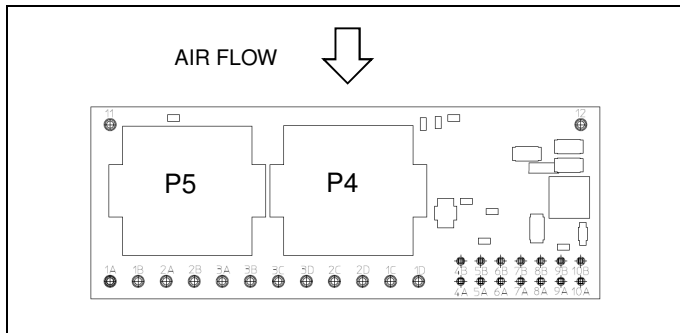 AIR FLOW
11 12
P5 P4
1A 1B 2A 2B 3A 3B 3C 3D 2C 2D 1C 1D
4B 5B 6B 7B 8B 9B 10B
4A 5A 6A 7A 8A 9A 10A